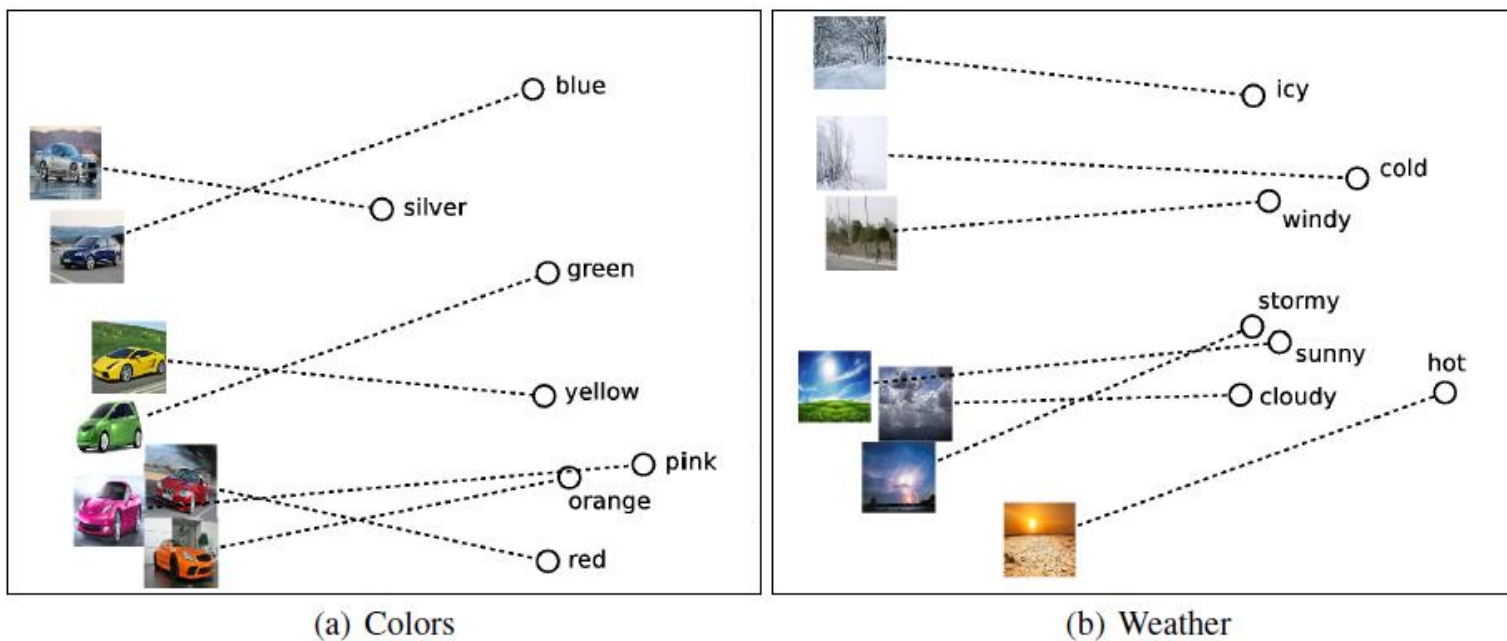 blue
silver
green
yellow
pink
orange
red
icy
cold
windy
stormy
sunny
hot
cloudy
(a) Colors
(b) Weather